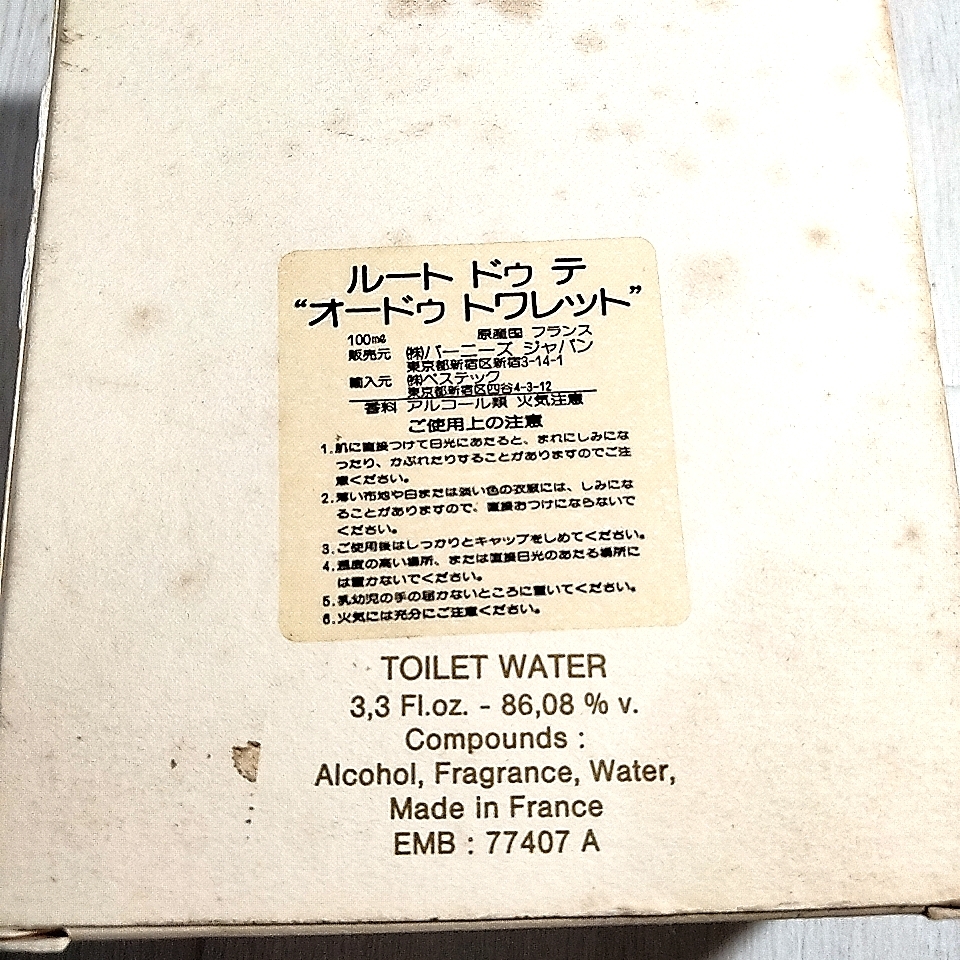 ルート ドゥ テ
“オードゥ トワレット”
100mℓ 原産国 フランス
販売元 ㈱バーニーズ ジャパン
東京都新宿区新宿3-14-1
輸入元 ㈱ベステック
東京都新宿区四谷4-3-12
香料 アルコール類 火気注意
ご使用上の注意
1.肌に直接つけて日光にあたると、まれにしみにな
ったり、かぶれたりすることがありますのでご注
意ください。
2.薄い布地や白または淡い色の衣服には、しみにな
ることがありますので、直接おつけにならないで
ください。
3.ご使用後はしっかりとキャップをしめてください。
4.温度の高い場所、または直接日光のあたる場所に
は置かないでください。
5.乳幼児の手の届かないところに置いてください。
6.火気には充分にご注意ください。
TOILET WATER
3,3 Fl.oz. - 86,08 % v.
Compounds :
Alcohol, Fragrance, Water,
Made in France
EMB : 77407 A